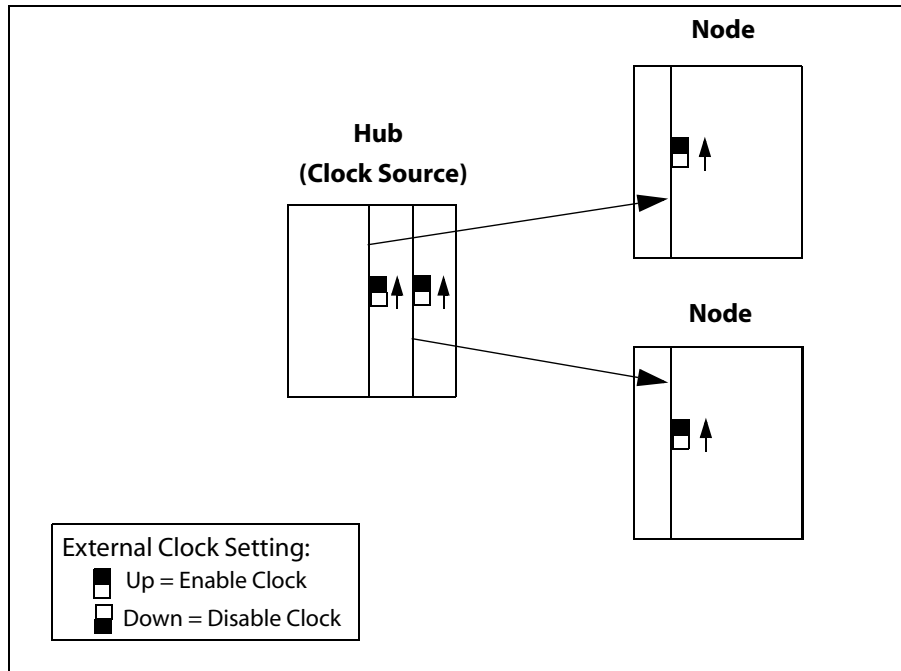 Node
Hub
(Clock Source)
Node
External Clock Setting:
Up = Enable Clock
Down = Disable Clock